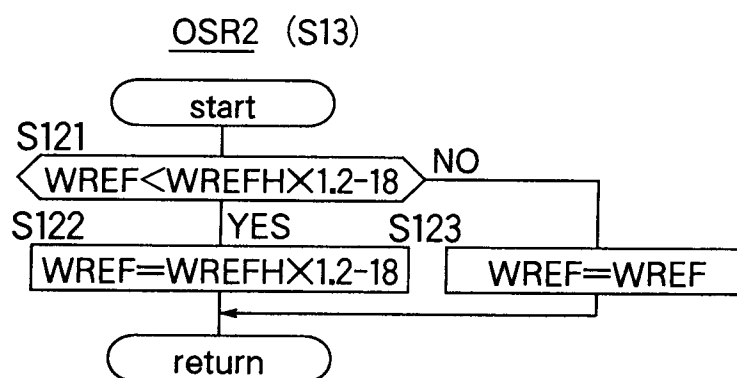 OSR2 (S13)
start
S121
WREF<WREFH×1.2-18
NO
S122
YES
S123
WREF=WREFH×1.2-18
WREF=WREF
return